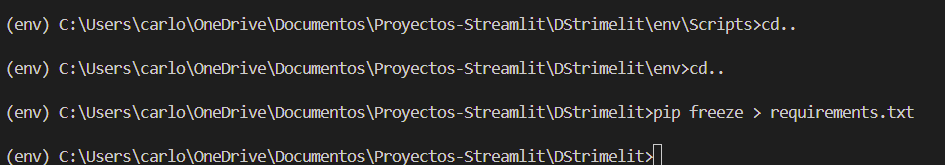 (env) C:\Users\carlo\OneDrive\Documentos\Proyectos-Streamlit\DStrimelit\env\Scripts>cd..
(env) C:\Users\carlo\OneDrive\Documentos\Proyectos-Streamlit\DStrimelit\env>cd..
(env) C:\Users\carlo\OneDrive\Documentos\Proyectos-Streamlit\DStrimelit>pip freeze > requirements.txt
(env) C:\Users\carlo\OneDrive\Documentos\Proyectos-Streamlit\DStrimelit>